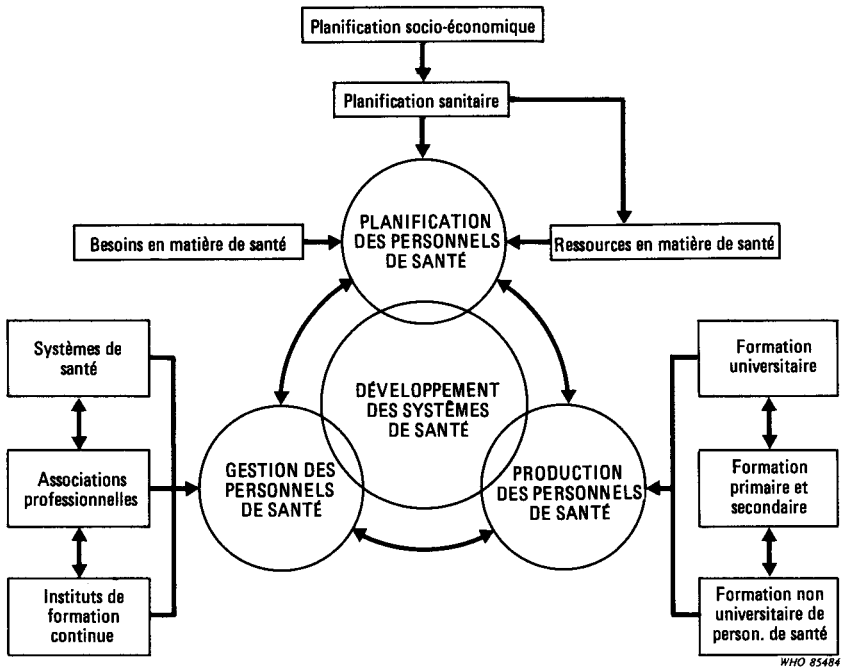 Planification socio-économique
Planification sanitaire
PLANIFICATION
DES PERSONNELS
DE SANTÉ
Besoins en matière de santé
Ressources en matière de santé
Systèmes de
santé
Formation
universitaire
DÉVELOPPEMENT
DES SYSTÊMES
DE SANTÉ
Associations
professionnelles
GESTION DES
PERSONNELS
DE SANTÉ
PRODUCTION
DES PERSONNELS
DE SANTÉ
Formation
primaire et
secondaire
Instituts de
formation
continue
Formation non
universitaire de
person. de santé
WHO 85484